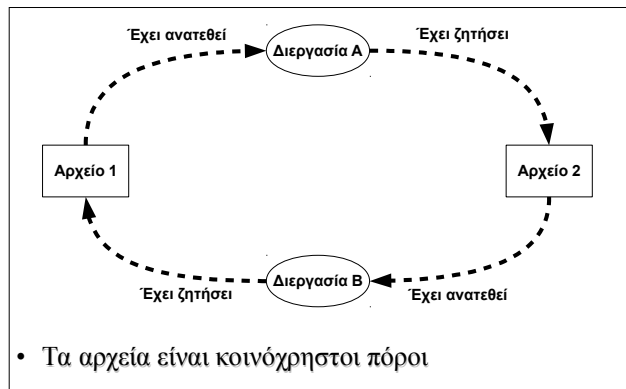 Έχει ανατεθεί
Διεργασία Α
Έχει ζητήσει
Αρχείο 1
Αρχείο 2
Έχει ζητήσει
Διεργασία Β
Έχει ανατεθεί
• Τα αρχεία είναι κοινόχρηστοι πόροι